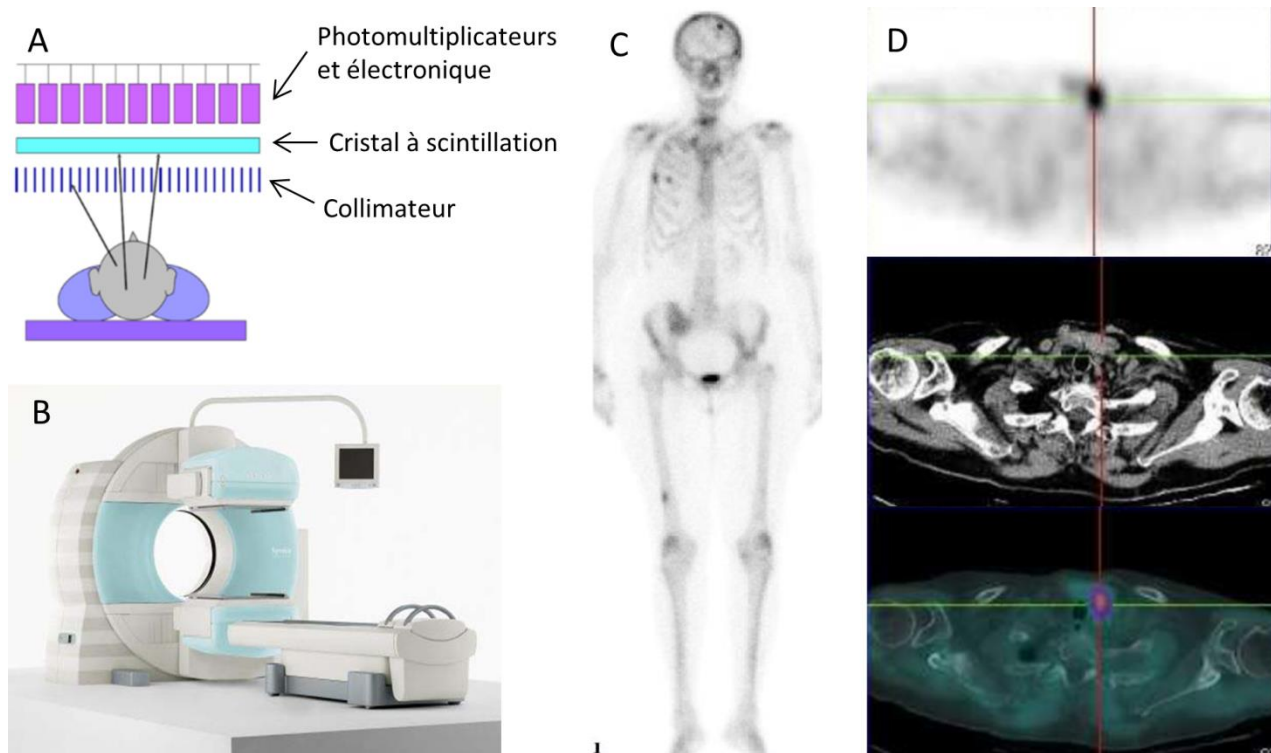 A
Photomultiplicateurs
et électronique
Cristal à scintillation
Collimateur
B
C
D